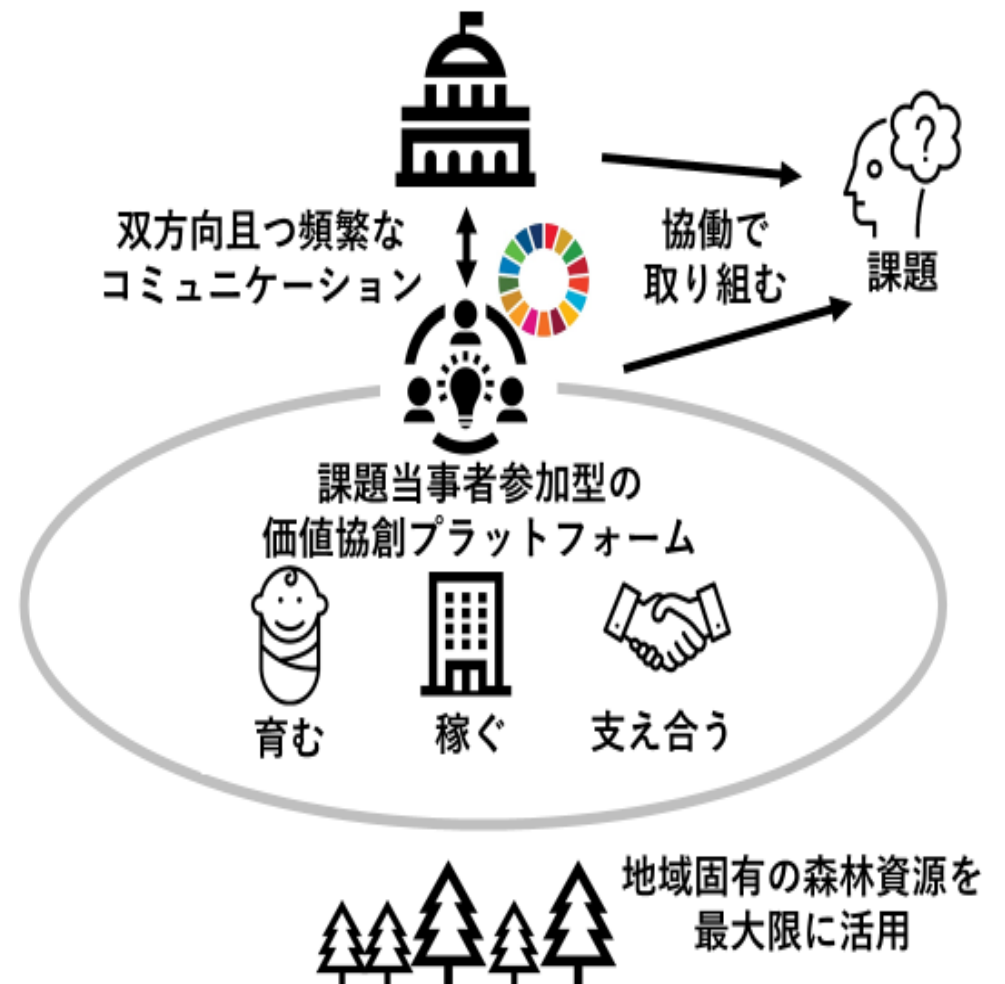 双方向且つ頻繁な
コミュニケーション
協働で
取り組む
?
課題
課題当事者参加型の
価値協創プラットフォーム
育む
稼ぐ
支え合う
地域固有の森林資源を
最大限に活用